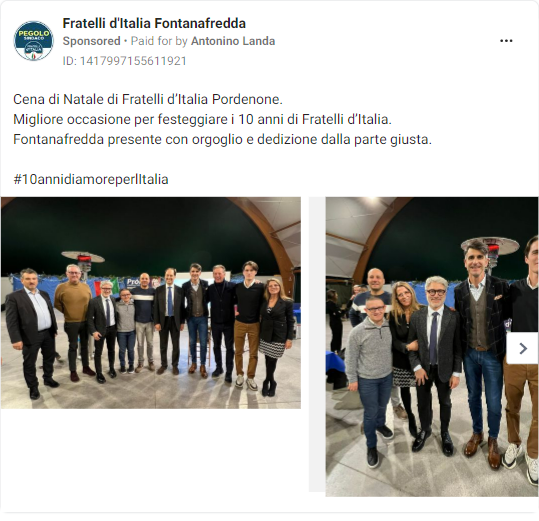 Fratelli d'Italia Fontanafredda
Sponsored • Paid for by Antonino Landa
ID: 1417997155611921
PEGOLO
SINDACO
Cena di Natale di Fratelli d’Italia Pordenone.
Migliore occasione per festeggiare i 10 anni di Fratelli d’Italia.
Fontanafredda presente con orgoglio e dedizione dalla parte giusta.
#10annidiamoreperlItalia